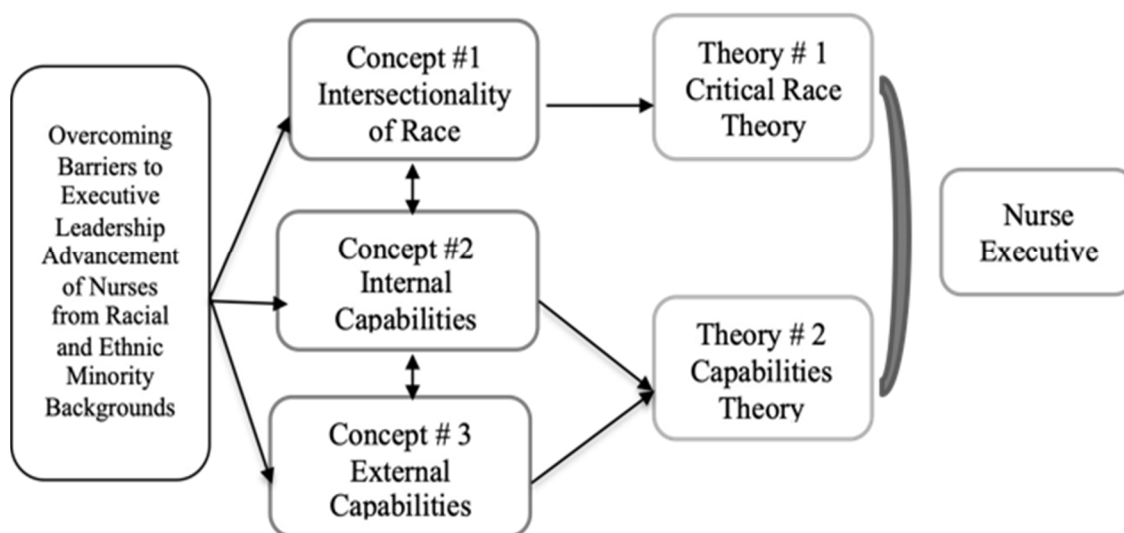 Overcoming
Barriers to
Executive
Leadership
Advancement
of Nurses
from Racial
and Ethnic
Minority
Backgrounds
Concept #1
Intersectionality
of Race
Concept #2
Internal
Capabilities
Concept # 3
External
Capabilities
Theory # 1
Critical Race
Theory
Theory # 2
Capabilities
Theory
Nurse
Executive